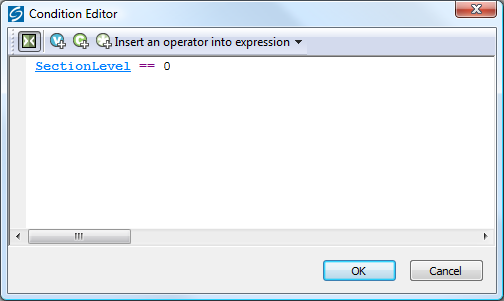 Condition Editor
Insert an operator into expression
SectionLevel == 0
OK
Cancel